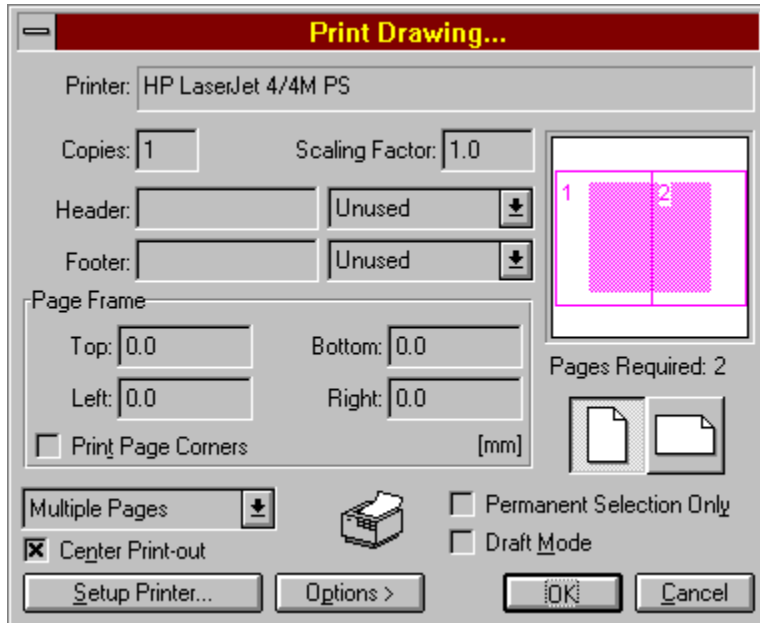 Print Drawing...
Printer: HP LaserJet 4/4M PS
Copies: 1 Scaling Factor: 1.0
Header: Unused
Footer: Unused
1 2
Page Frame
Top: 0.0 Bottom: 0.0
Left: 0.0 Right: 0.0
Print Page Corners [mm]
Pages Required: 2
Multiple Pages
Center Print-out
Permanent Selection Only
Draft Mode
Setup Printer... Options > OK Cancel